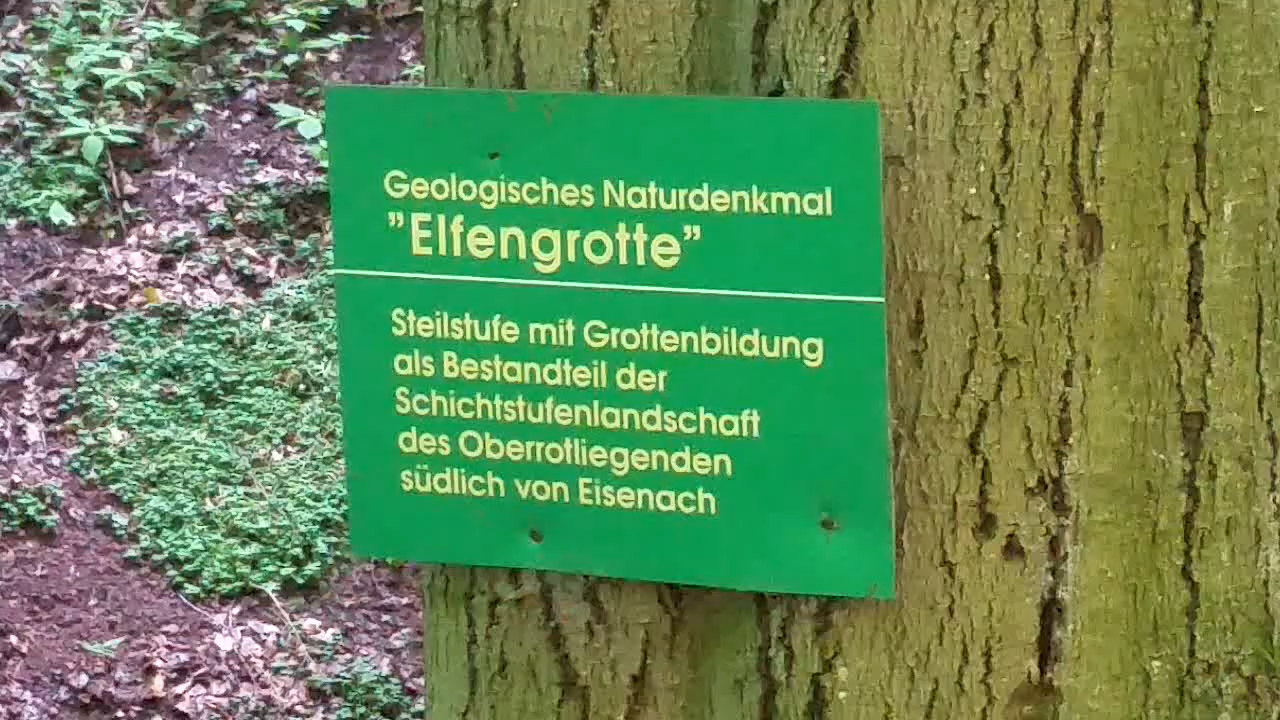 Geologisches Naturdenkmal
”Elfengrotte”
Steilstufe mit Grottenbildung
als Bestandteil der
Schichtstufenlandschaft
des Oberrotliegenden
südlich von Eisenach